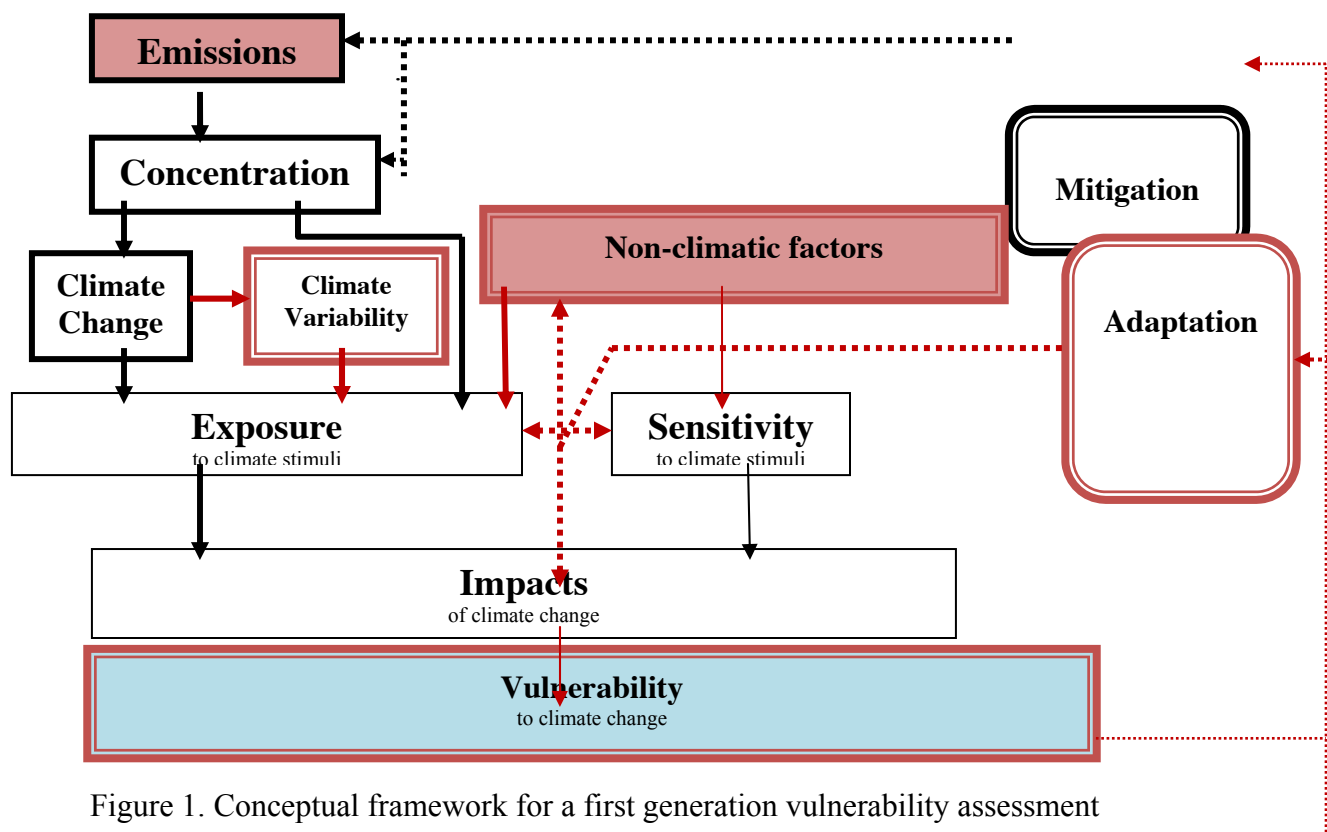 Emissions
Concentration
Mitigation
Non-climatic factors
Climate
Change
Climate
Variability
Adaptation
Exposure
to climate stimuli
Sensitivity
to climate stimuli
Impacts
of climate change
Vulnerability
to climate change
Figure 1. Conceptual framework for a first generation vulnerability assessment